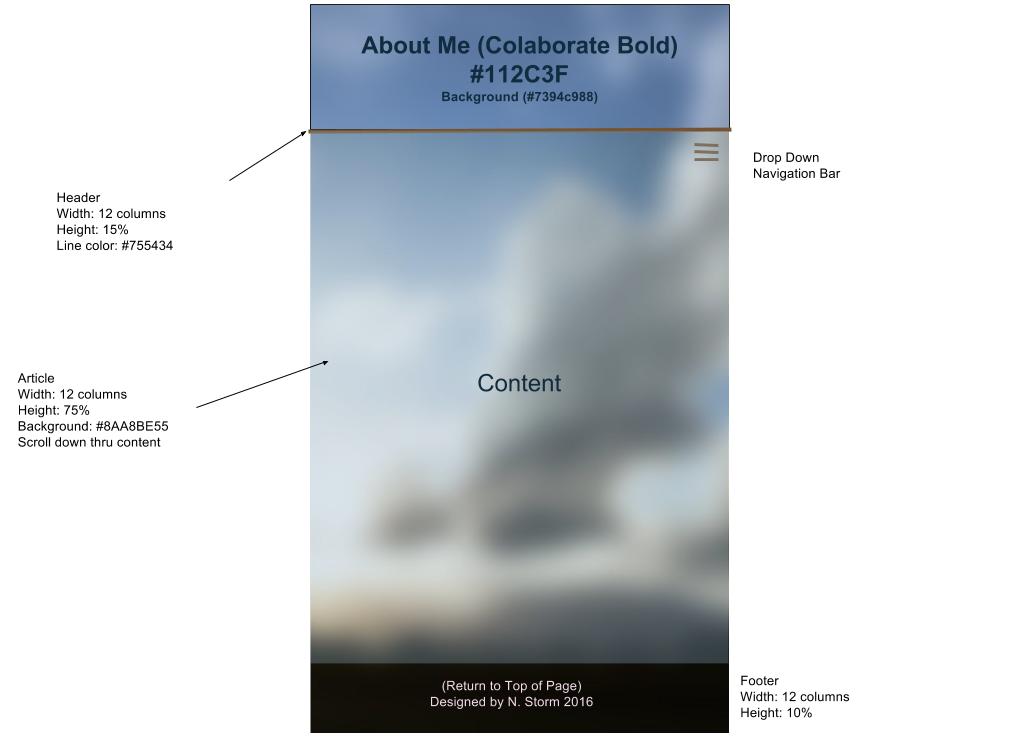 About Me (Colaborate Bold)
#112C3F
Background (#7394c988)
Drop Down
Navigation Bar
Header
Width: 12 columns
Height: 15%
Line color: #755434
Article
Width: 12 columns
Height: 75%
Background: #8AA8BE55
Scroll down thru content
Content
(Return to Top of Page)
Designed by N. Storm 2016
Footer
Width: 12 columns
Height: 10%